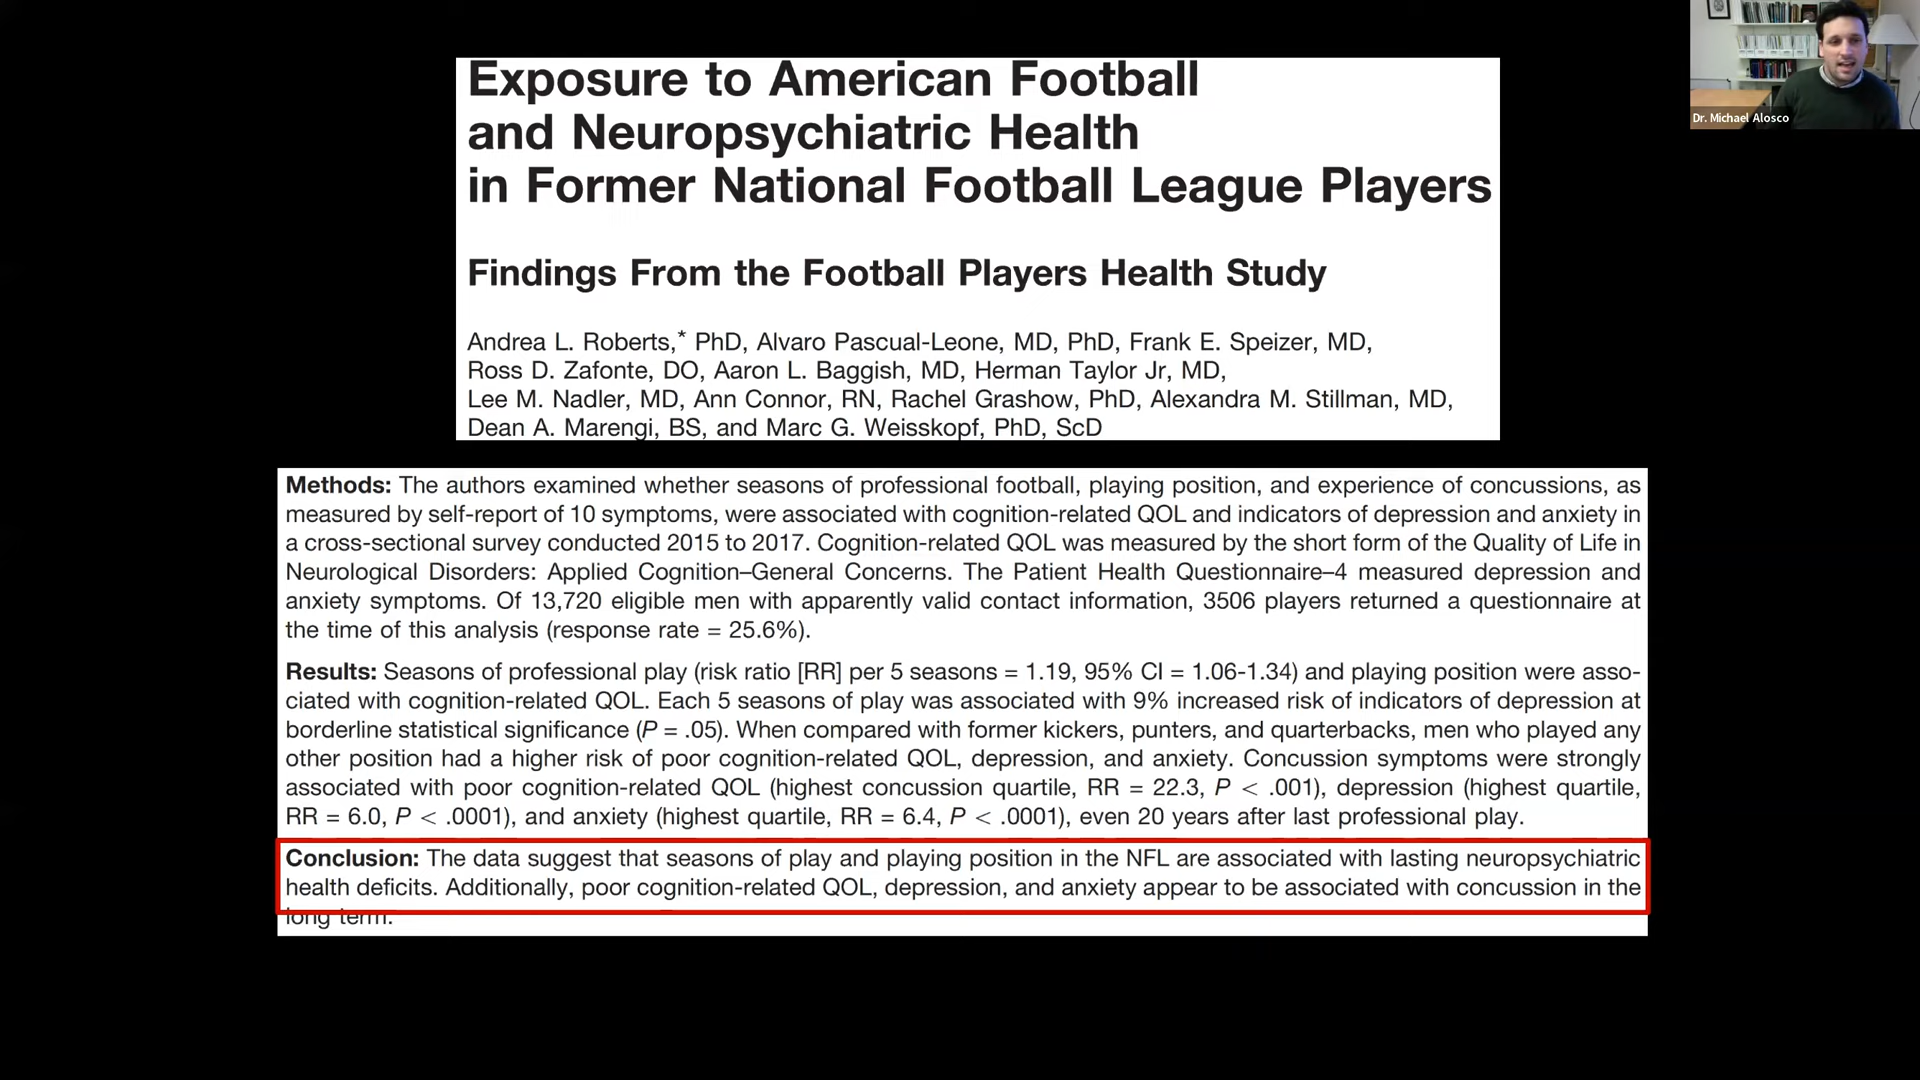 Exposure to American Football
and Neuropsychiatric Health
in Former National Football League Players
Findings From the Football Players Health Study
Andrea L. Roberts,* PhD, Alvaro Pascual-Leone, MD, PhD, Frank E. Speizer, MD,
Ross D. Zafonte, DO, Aaron L. Baggish, MD, Herman Taylor Jr, MD,
Lee M. Nadler, MD, Ann Connor, RN, Rachel Grashow, PhD, Alexandra M. Stillman, MD,
Dean A. Marengi, BS, and Marc G. Weisskopf, PhD, ScD
Dr. Michael Alosco
Methods: The authors examined whether seasons of professional football, playing position, and experience of concussions, as
measured by self-report of 10 symptoms, were associated with cognition-related QOL and indicators of depression and anxiety in
a cross-sectional survey conducted 2015 to 2017. Cognition-related QOL was measured by the short form of the Quality of Life in
Neurological Disorders: Applied Cognition–General Concerns. The Patient Health Questionnaire–4 measured depression and
anxiety symptoms. Of 13,720 eligible men with apparently valid contact information, 3506 players returned a questionnaire at
the time of this analysis (response rate = 25.6%).
Results: Seasons of professional play (risk ratio [RR] per 5 seasons = 1.19, 95% CI = 1.06-1.34) and playing position were asso-
ciated with cognition-related QOL. Each 5 seasons of play was associated with 9% increased risk of indicators of depression at
borderline statistical significance (P = .05). When compared with former kickers, punters, and quarterbacks, men who played any
other position had a higher risk of poor cognition-related QOL, depression, and anxiety. Concussion symptoms were strongly
associated with poor cognition-related QOL (highest concussion quartile, RR = 22.3, P < .001), depression (highest quartile,
RR = 6.0, P < .0001), and anxiety (highest quartile, RR = 6.4, P < .0001), even 20 years after last professional play.
Conclusion: The data suggest that seasons of play and playing position in the NFL are associated with lasting neuropsychiatric
health deficits. Additionally, poor cognition-related QOL, depression, and anxiety appear to be associated with concussion in the
long term.